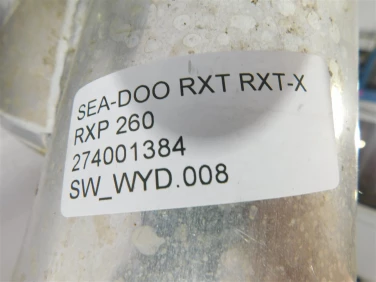 SEA-DOO RXT RXT-X
RXP 260
274001384
SW_WYD.008